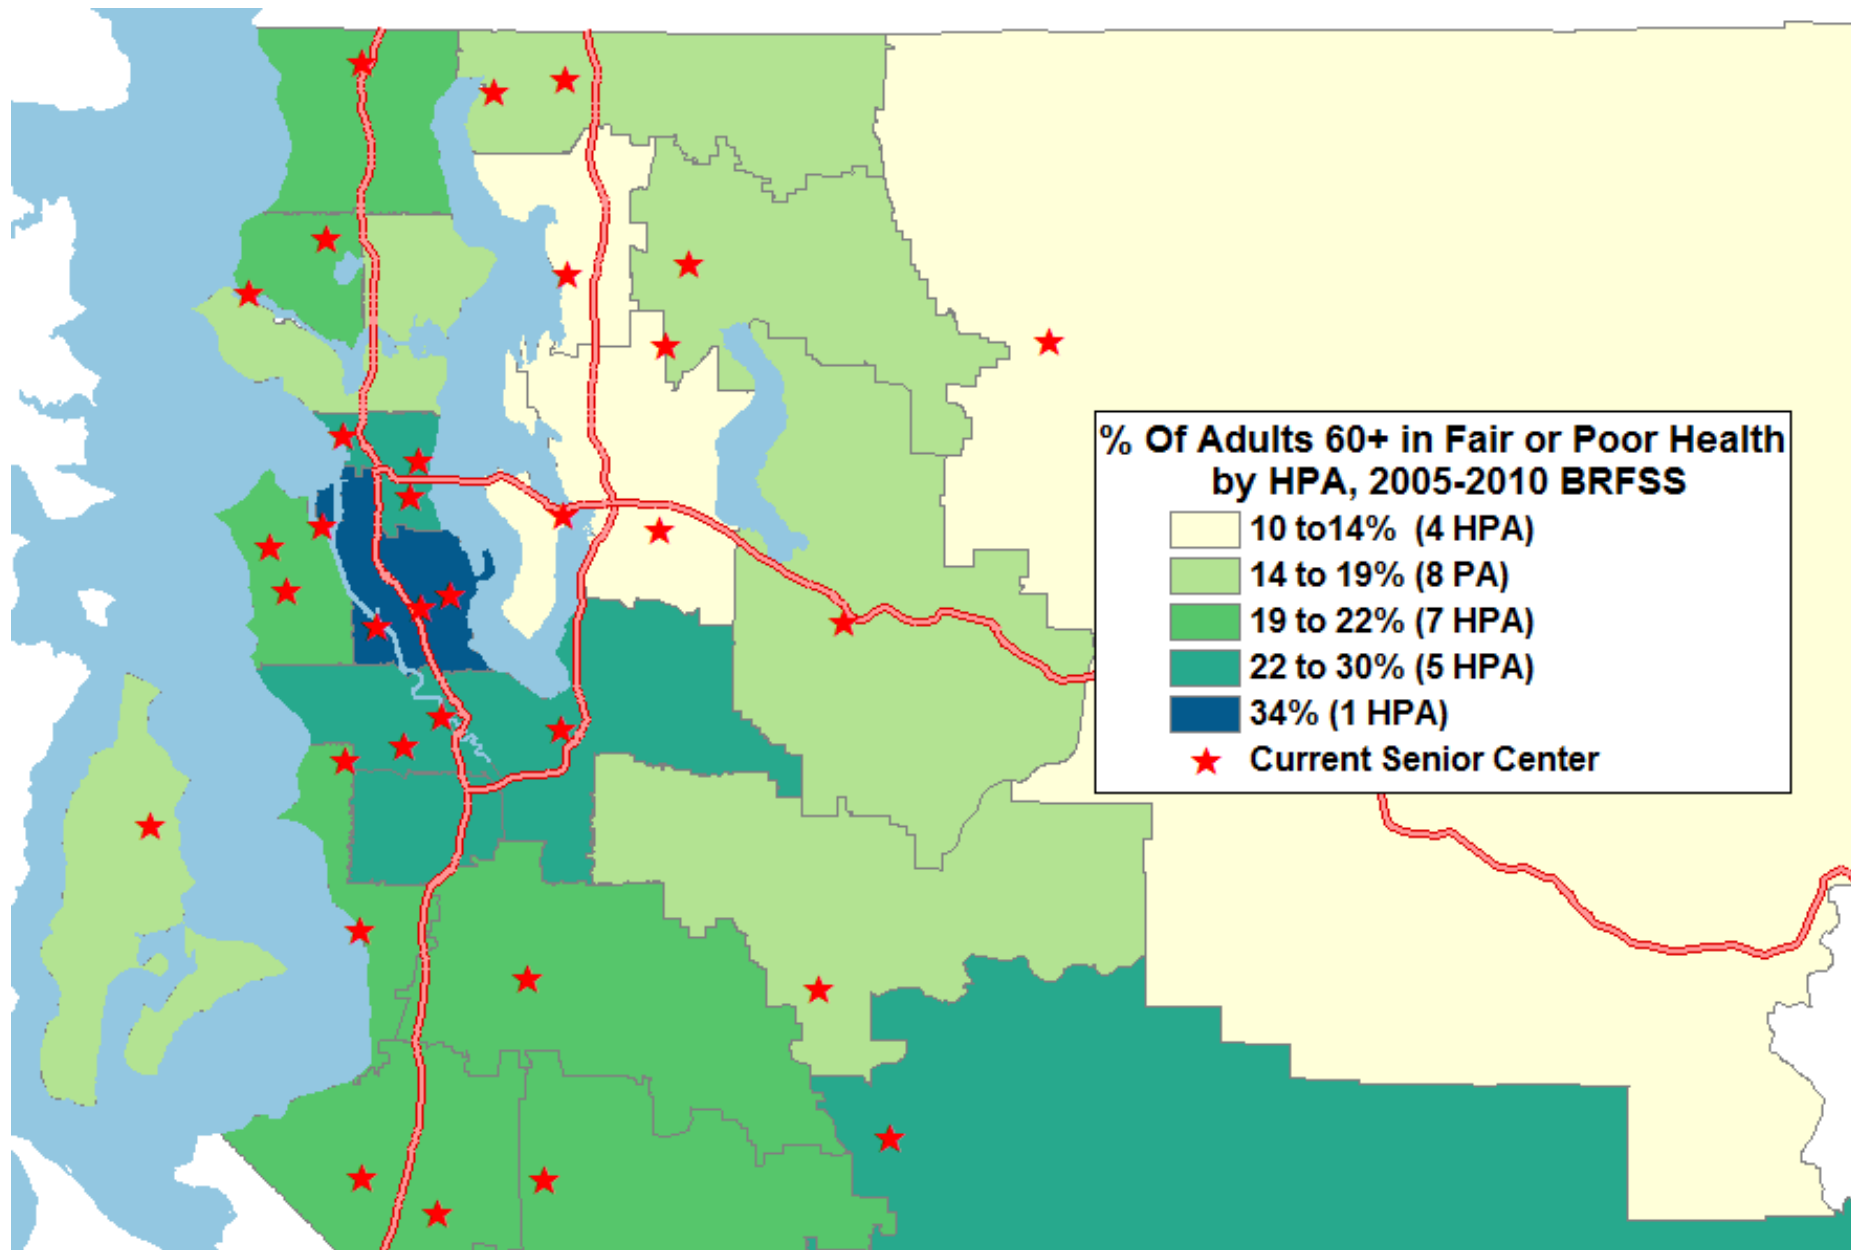 % Of Adults 60+ in Fair or Poor Health
by HPA, 2005-2010 BRFSS
10 to14% (4 HPA)
14 to 19% (8 PA)
19 to 22% (7 HPA)
22 to 30% (5 HPA)
34% (1 HPA)
Current Senior Center